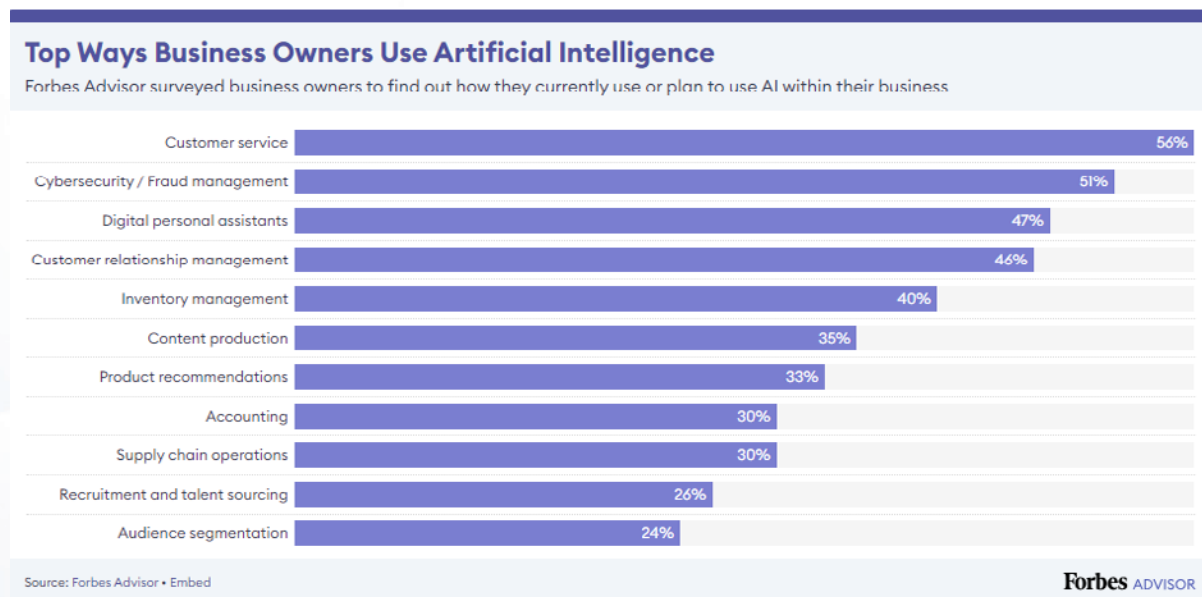 Top Ways Business Owners Use Artificial Intelligence
Forbes Advisor surveyed business owners to find out how they currently use or plan to use AI within their business
Customer service 56%
Cybersecurity / Fraud management 51%
Digital personal assistants 47%
Customer relationship management 46%
Inventory management 40%
Content production 35%
Product recommendations 33%
Accounting 30%
Supply chain operations 30%
Recruitment and talent sourcing 26%
Audience segmentation 24%
Source: Forbes Advisor • Embed
Forbes ADVISOR